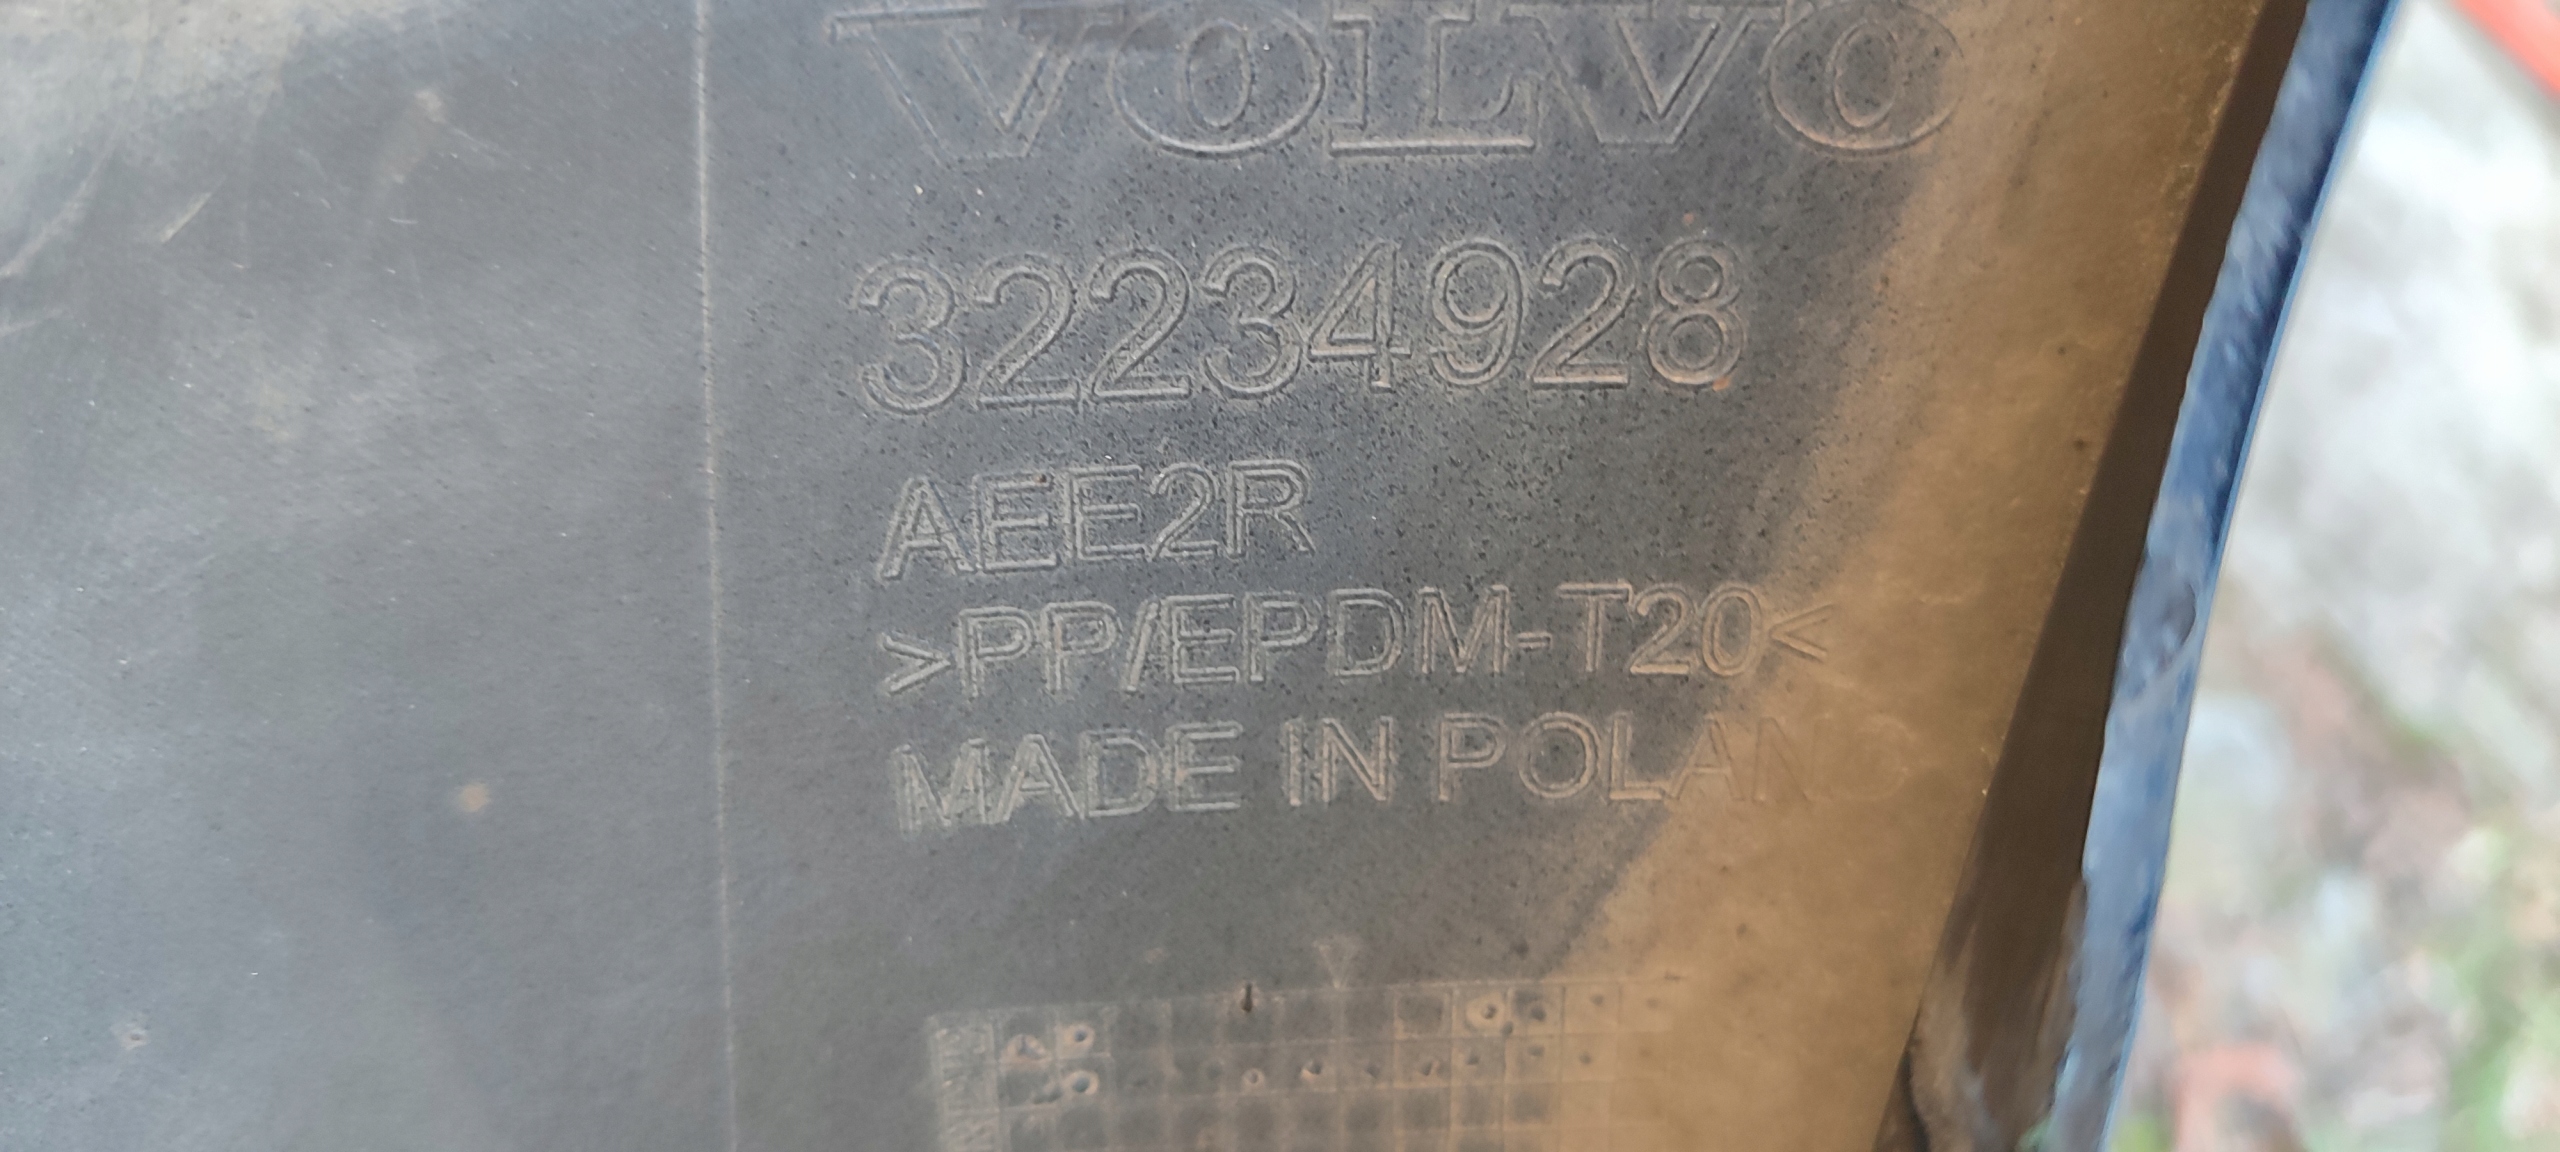 VOLVO
32234928
AEE2R
>PP/EPDM-T20<
MADE IN POLAND